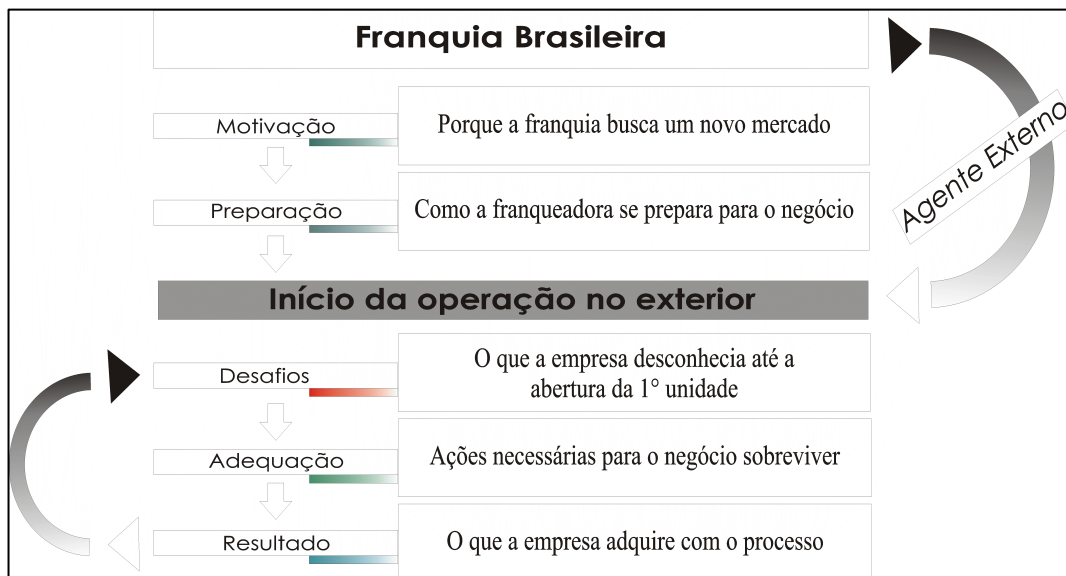 Franquia Brasileira
Motivação
Porque a franquia busca um novo mercado
Preparação
Como a franqueadora se prepara para o negócio
Agente Externo
Início da operação no exterior
Desafios
O que a empresa desconhecia até a
abertura da 1° unidade
Adequação
Ações necessárias para o negócio sobreviver
Resultado
O que a empresa adquire com o processo